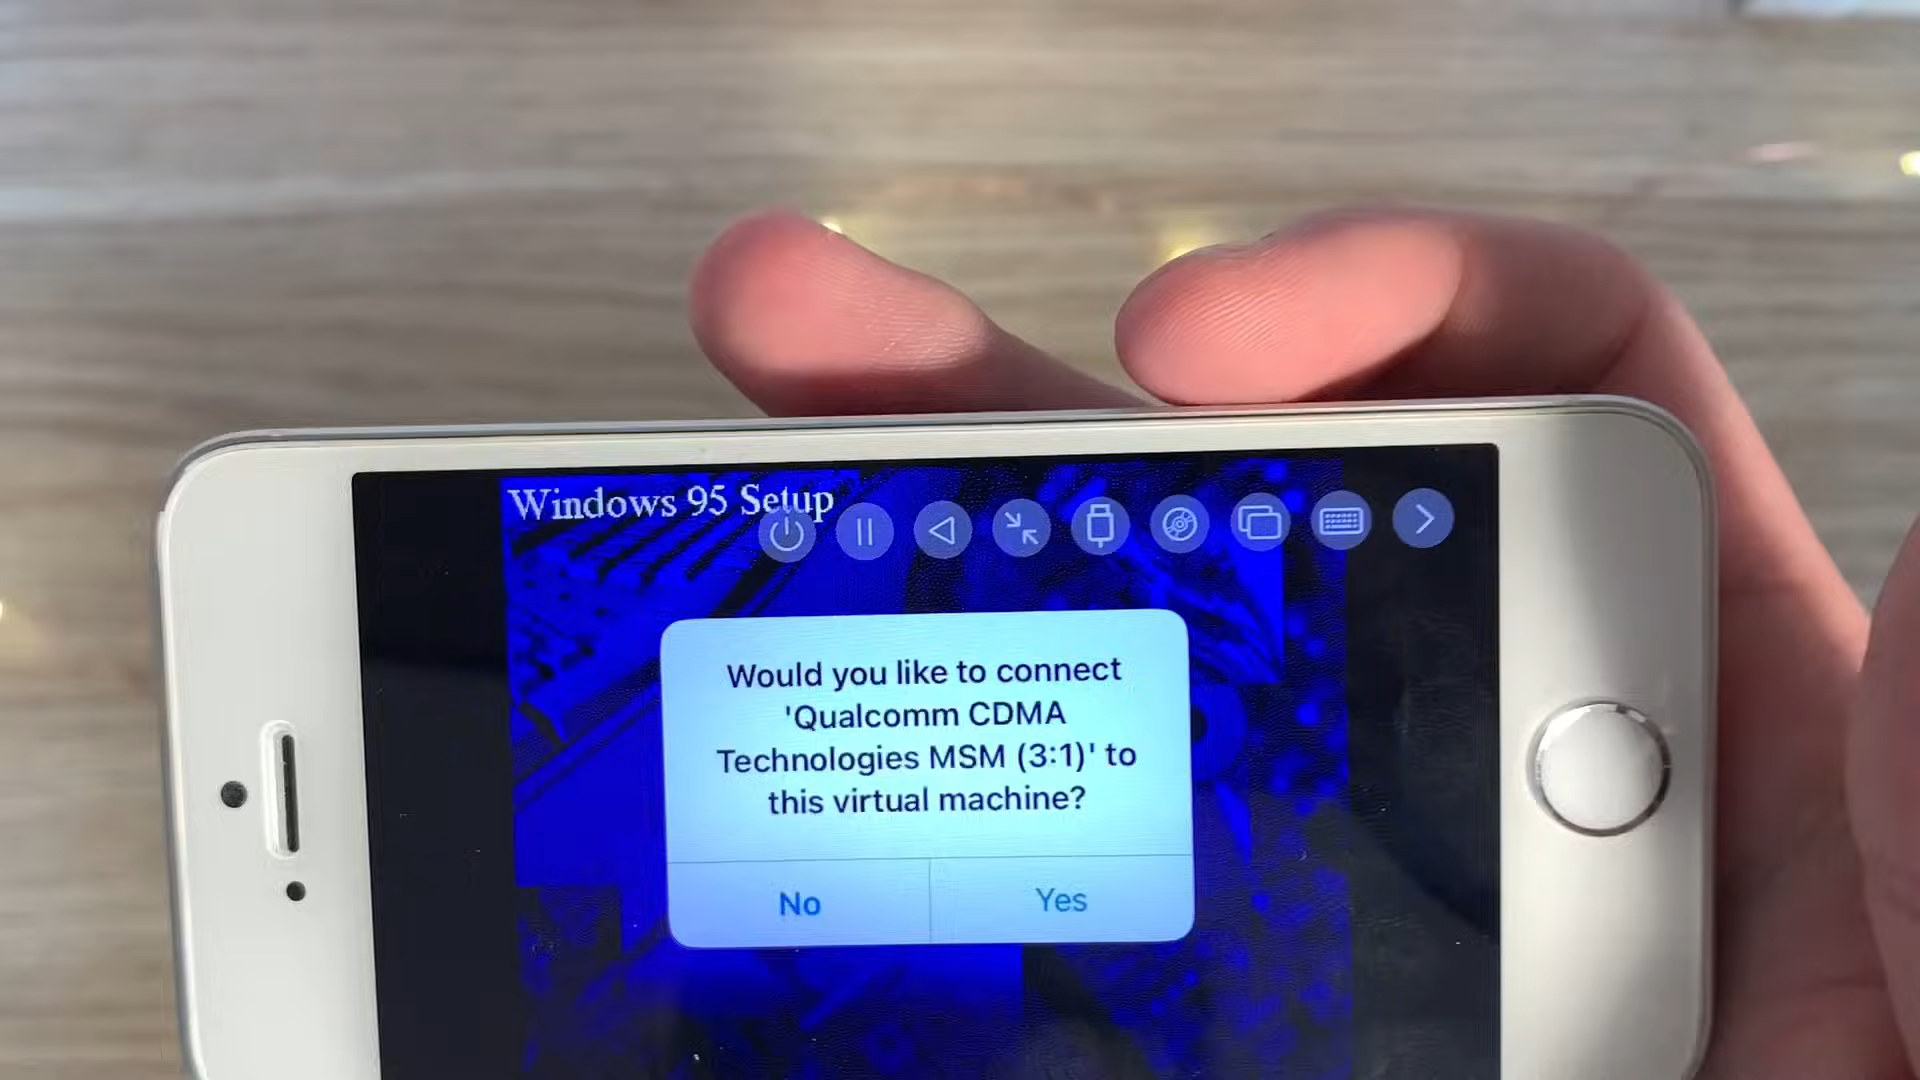 Windows 95 Setup
Would you like to connect
'Qualcomm CDMA
Technologies MSM (3:1)' to
this virtual machine?
No
Yes